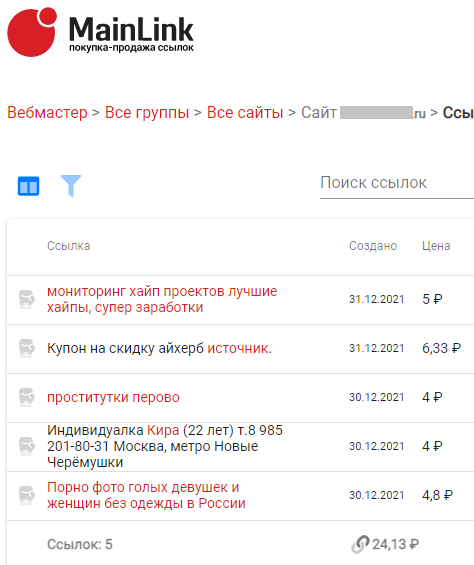 MainLink
покупка-продажа ссылок
Вебмастер > Все группы > Все сайты > Сайт .ru > Ссы
Поиск ссылок
Ссылка Создано Цена
мониторинг хайп проектов лучшие
хайпы, супер заработки 31.12.2021 5 ₽
Купон на скидку айхерб источник. 31.12.2021 6,33 ₽
проститутки перово 30.12.2021 4 ₽
Индивидуалка Кира (22 лет) т.8 985
201-80-31 Москва, метро Новые
Черёмушки 30.12.2021 4 ₽
Порно фото голых девушек и
женщин без одежды в России 30.12.2021 4,8 ₽
Ссылок: 5 24,13 ₽